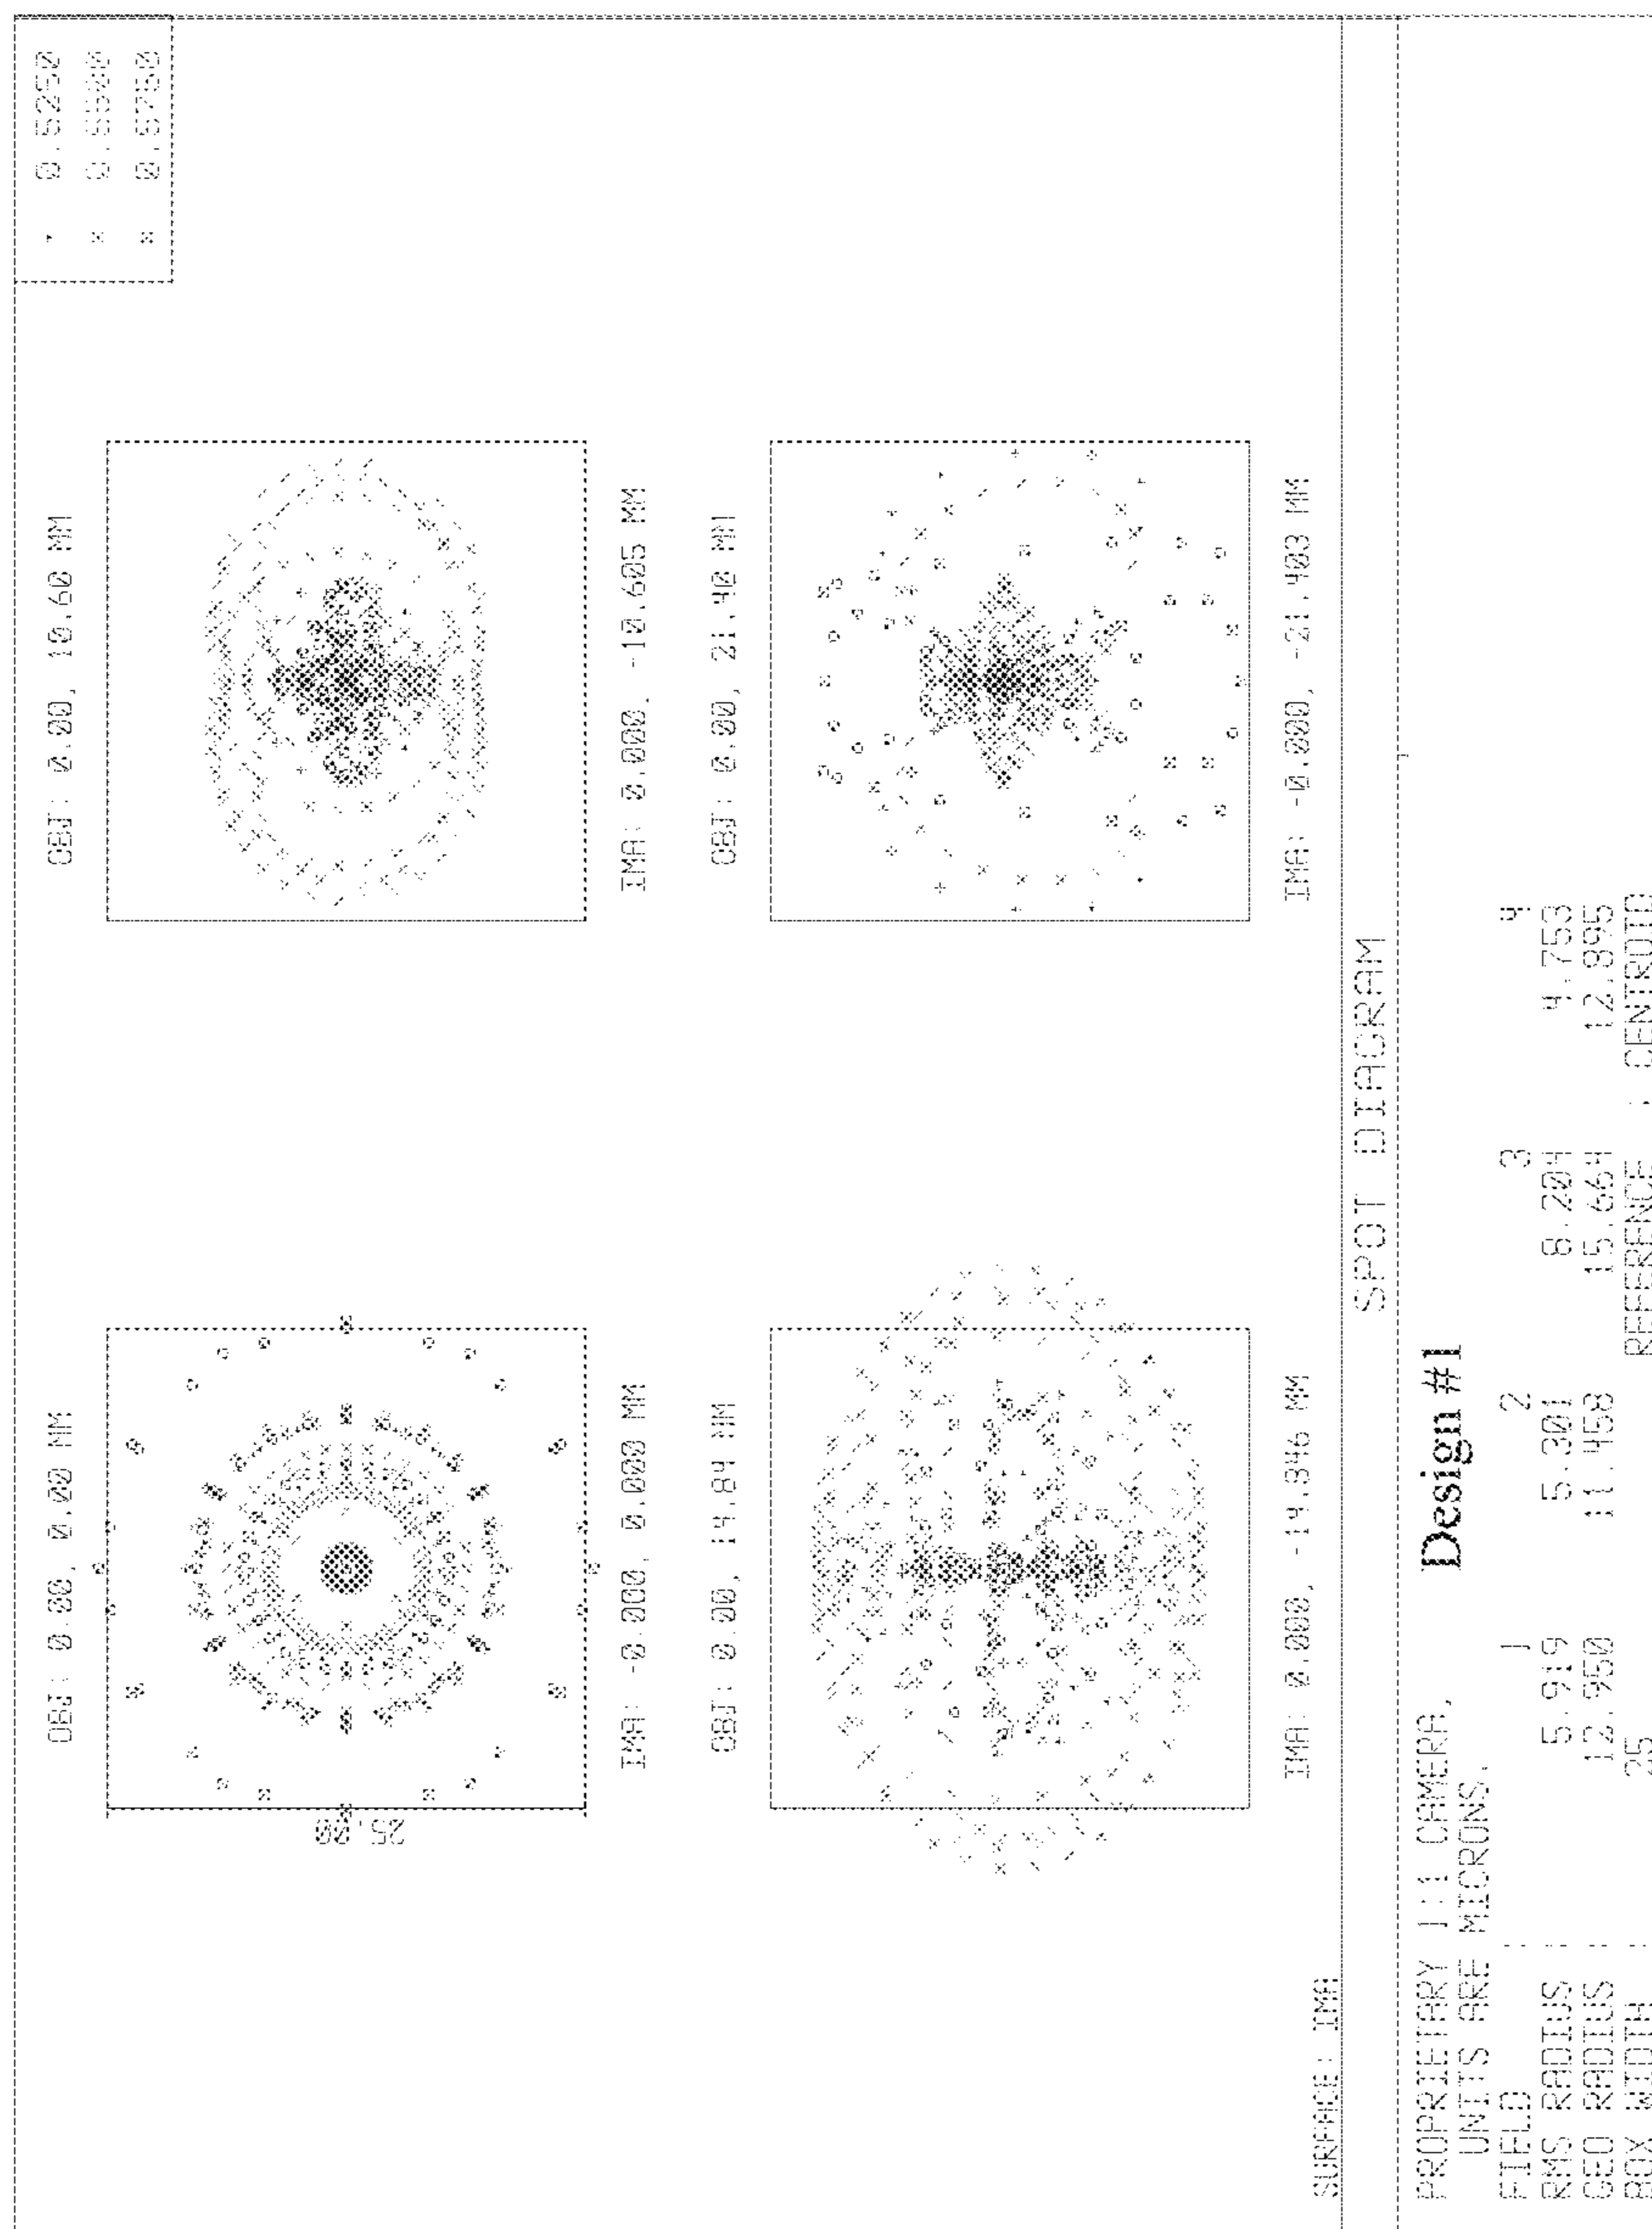 0.5250
0.5500
0.5750
OBJ: 0.00, 0.00 MM
OBJ: 0.00, 10.60 MM
25.00
IMA: -0.000, 0.000 MM
IMA: 0.000, -10.605 MM
OBJ: 0.00, 14.84 MM
OBJ: 0.00, 21.40 MM
IMA: 0.000, -14.846 MM
IMA: -0.000, -21.403 MM
SURFACE: IMA
SPOT DIAGRAM
PROPRIETARY 1:1 CAMERA. Design #1
UNITS ARE MICRONS.
FIELD : 1 2 3 4
RMS RADIUS : 5.919 5.301 8.204 4.753
GEO RADIUS : 12.950 11.458 15.664 12.895
BOX WIDTH : 25 REFERENCE : CENTROID